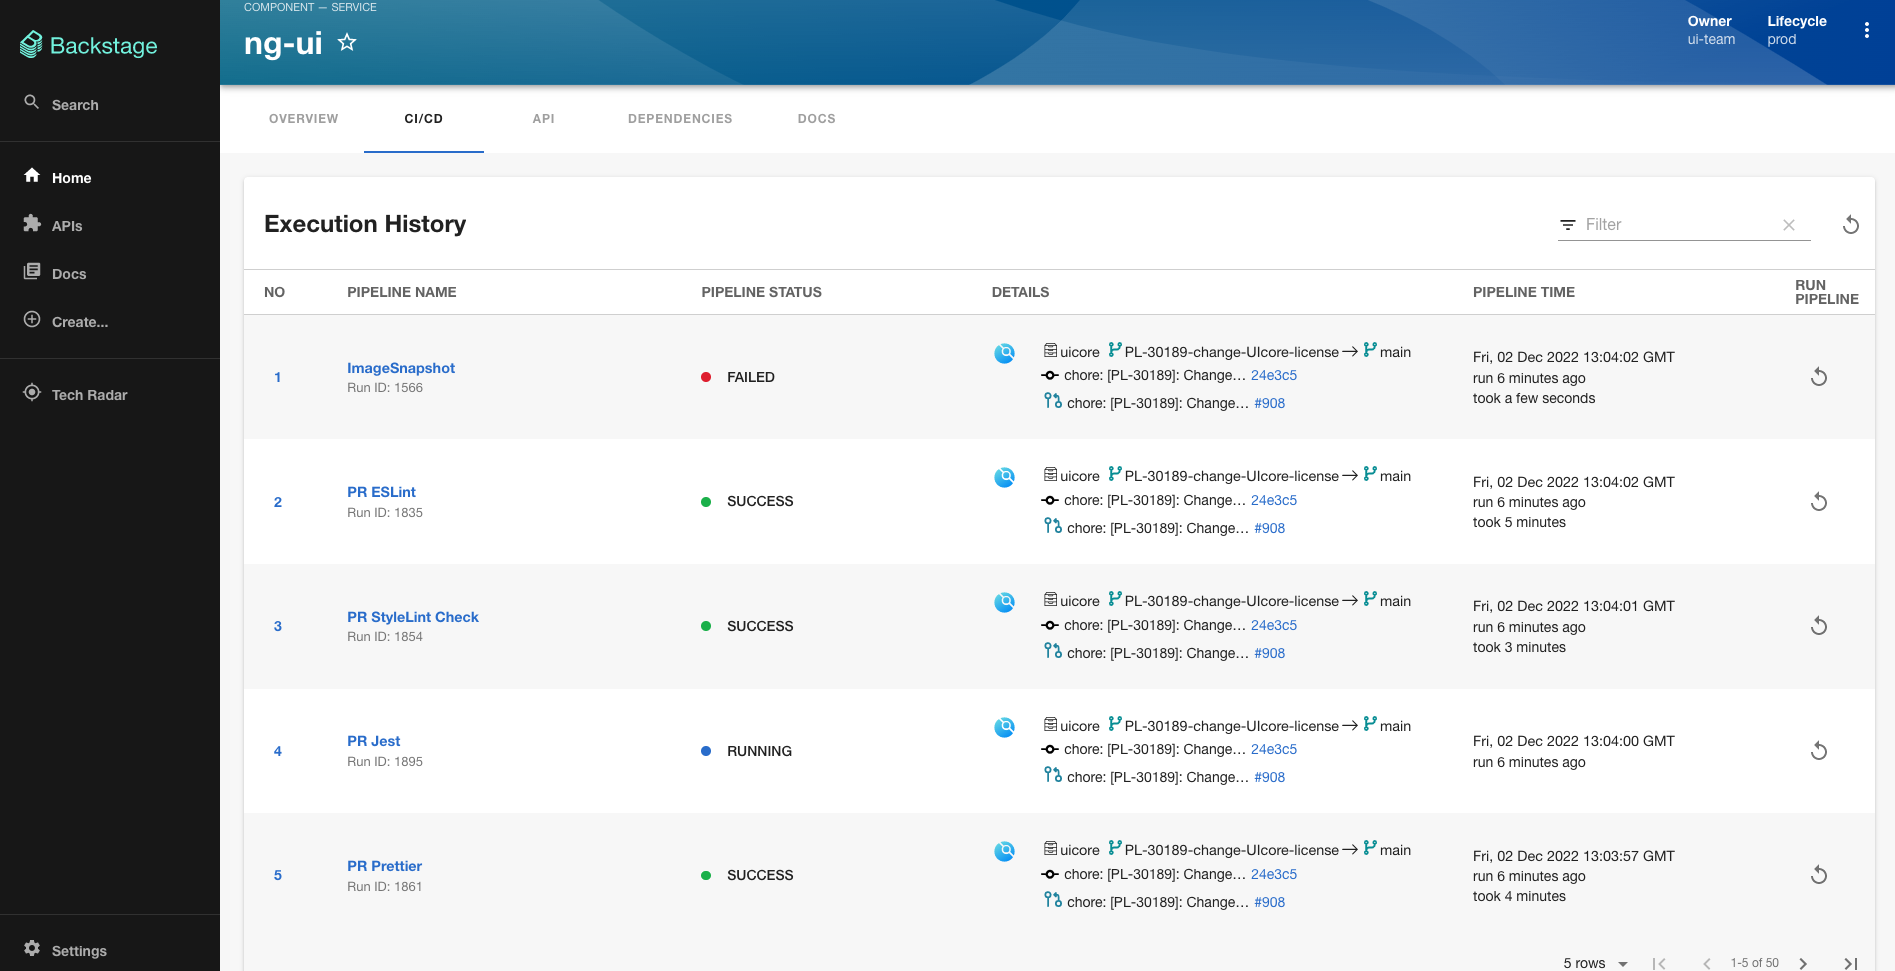 Backstage
Search
Home
APIs
Docs
Create...
Tech Radar
Settings
COMPONENT — SERVICE
ng-ui
Owner
ui-team
Lifecycle
prod
OVERVIEW CI/CD API DEPENDENCIES DOCS
Execution History
Filter
NO PIPELINE NAME PIPELINE STATUS DETAILS PIPELINE TIME RUN PIPELINE
1
ImageSnapshot
Run ID: 1566
FAILED
uicore PL-30189-change-UIcore-license → main
chore: [PL-30189]: Change... 24e3c5
chore: [PL-30189]: Change... #908
Fri, 02 Dec 2022 13:04:02 GMT
run 6 minutes ago
took a few seconds
2
PR ESLint
Run ID: 1835
SUCCESS
uicore PL-30189-change-UIcore-license → main
chore: [PL-30189]: Change... 24e3c5
chore: [PL-30189]: Change... #908
Fri, 02 Dec 2022 13:04:02 GMT
run 6 minutes ago
took 5 minutes
3
PR StyleLint Check
Run ID: 1854
SUCCESS
uicore PL-30189-change-UIcore-license → main
chore: [PL-30189]: Change... 24e3c5
chore: [PL-30189]: Change... #908
Fri, 02 Dec 2022 13:04:01 GMT
run 6 minutes ago
took 3 minutes
4
PR Jest
Run ID: 1895
RUNNING
uicore PL-30189-change-UIcore-license → main
chore: [PL-30189]: Change... 24e3c5
chore: [PL-30189]: Change... #908
Fri, 02 Dec 2022 13:04:00 GMT
run 6 minutes ago
5
PR Prettier
Run ID: 1861
SUCCESS
uicore PL-30189-change-UIcore-license → main
chore: [PL-30189]: Change... 24e3c5
chore: [PL-30189]: Change... #908
Fri, 02 Dec 2022 13:03:57 GMT
run 6 minutes ago
took 4 minutes
5 rows 1-5 of 50